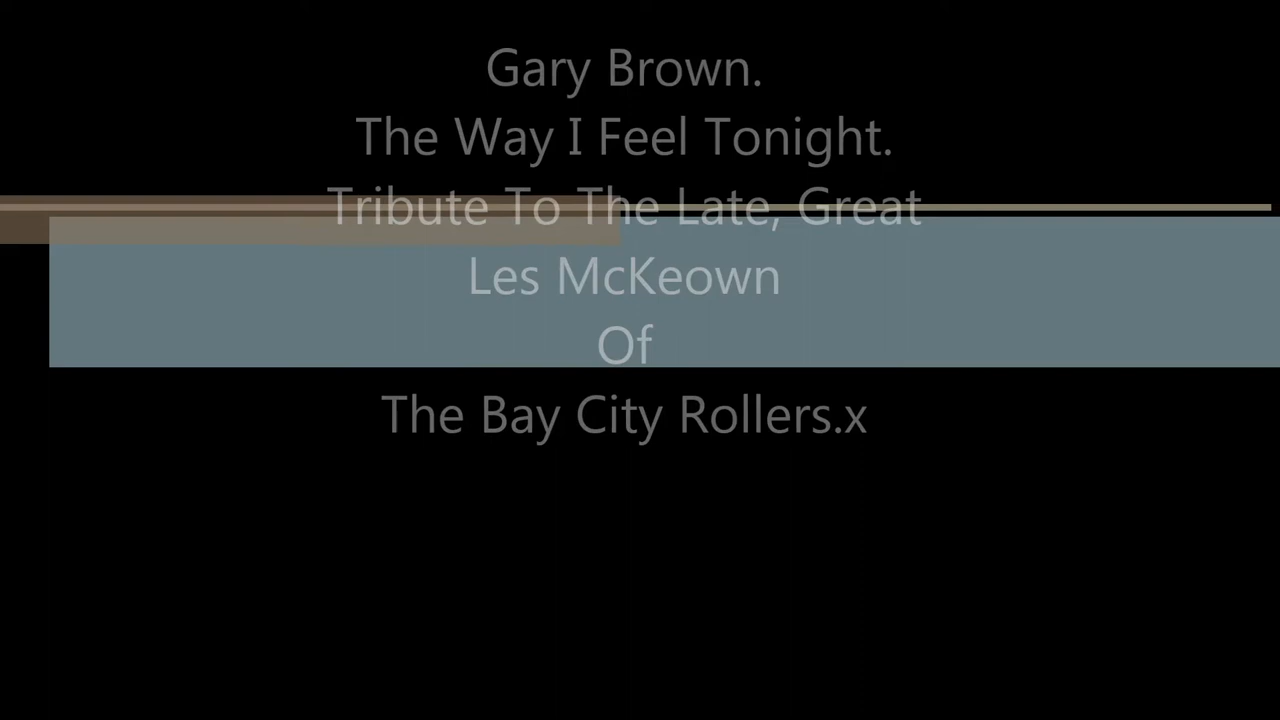 Gary Brown.
The Way I Feel Tonight.
Tribute To The Late, Great
Les McKeown
Of
The Bay City Rollers.x